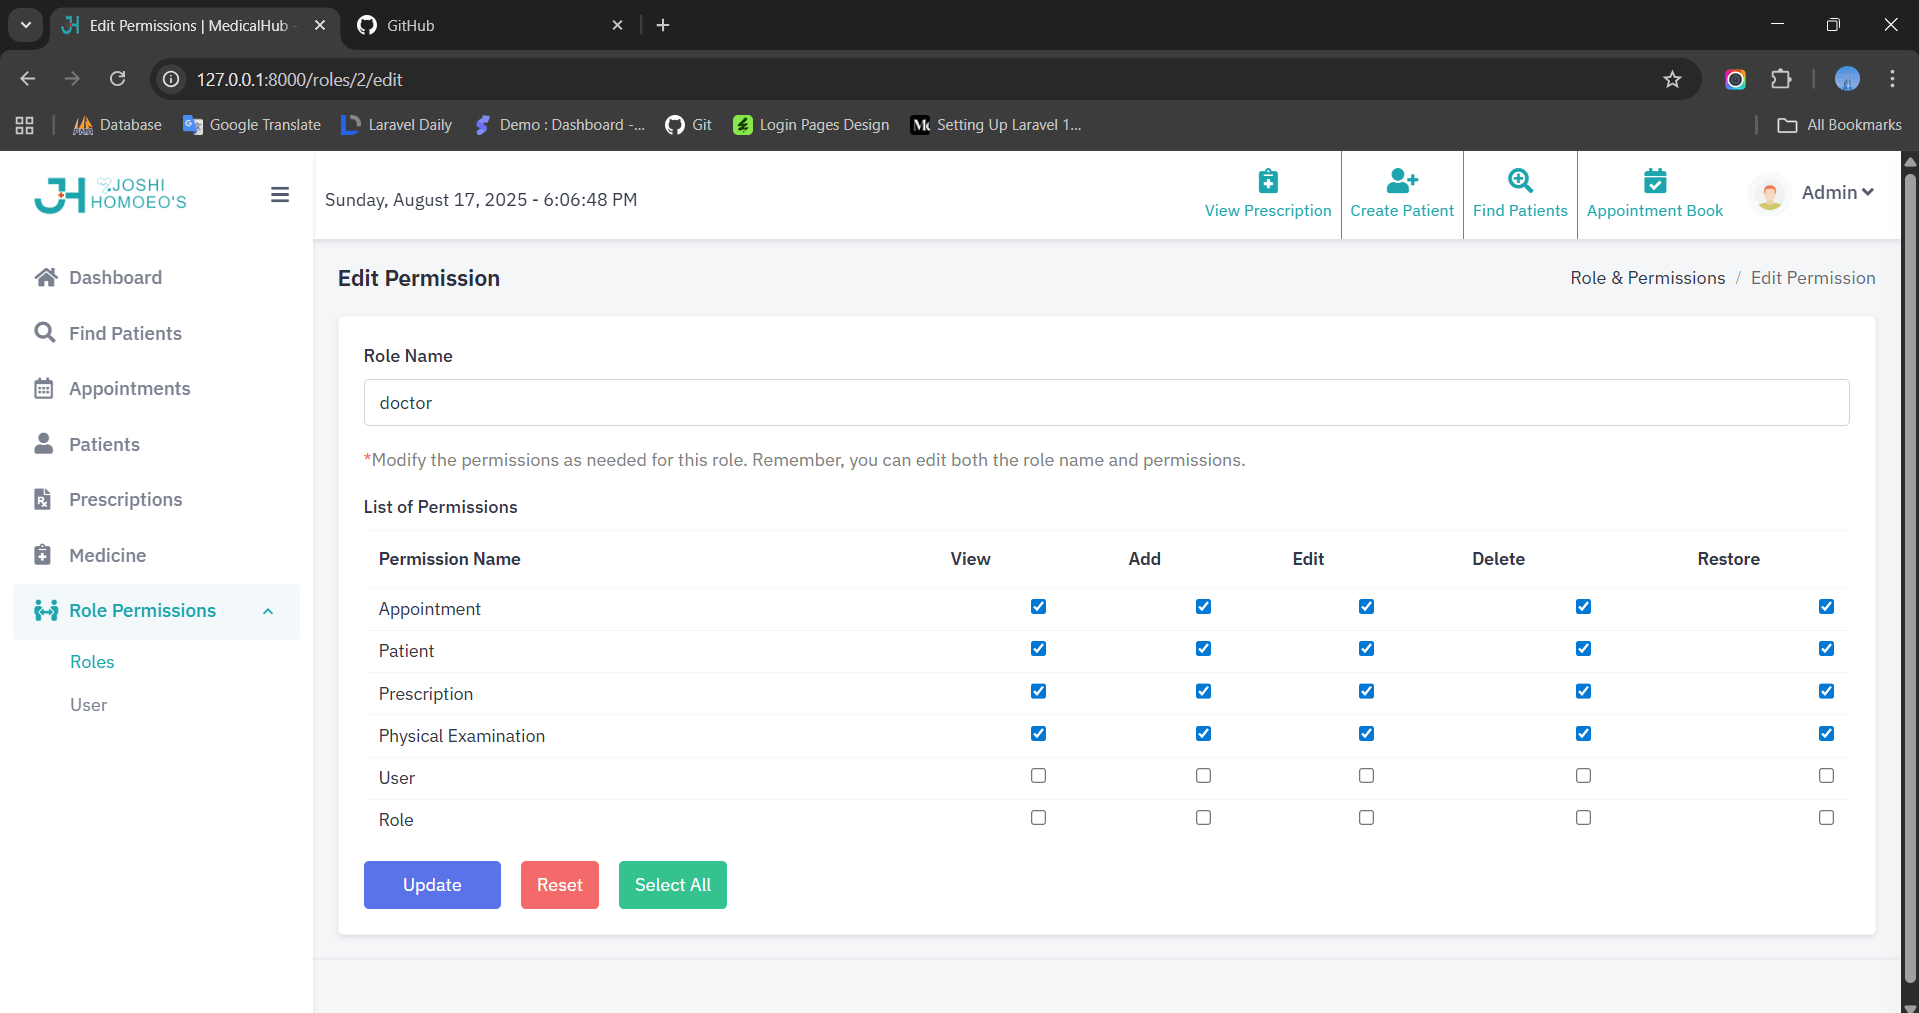 Edit Permissions | MedicalHub -
GitHub
127.0.0.1:8000/roles/2/edit
Database
Google Translate
Laravel Daily
Demo : Dashboard -...
Git
Login Pages Design
Setting Up Laravel 1...
All Bookmarks
JH JOSHI HOMOEO'S
Sunday, August 17, 2025 - 6:06:48 PM
View Prescription
Create Patient
Find Patients
Appointment Book
Admin
Dashboard
Find Patients
Appointments
Patients
Prescriptions
Medicine
Role Permissions
Roles
User
Edit Permission
Role & Permissions / Edit Permission
Role Name
doctor
*Modify the permissions as needed for this role. Remember, you can edit both the role name and permissions.
List of Permissions
Permission Name View Add Edit Delete Restore
Appointment
Patient
Prescription
Physical Examination
User
Role
Update
Reset
Select All